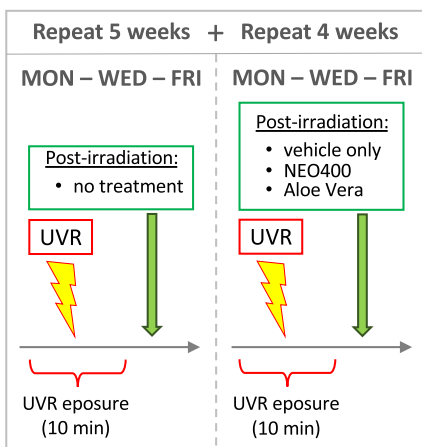 Repeat 5 weeks + Repeat 4 weeks
MON – WED – FRI
Post-irradiation:
• no treatment
UVR
UVR eposure
(10 min)
MON – WED – FRI
Post-irradiation:
• vehicle only
• NEO400
• Aloe Vera
UVR
UVR eposure
(10 min)